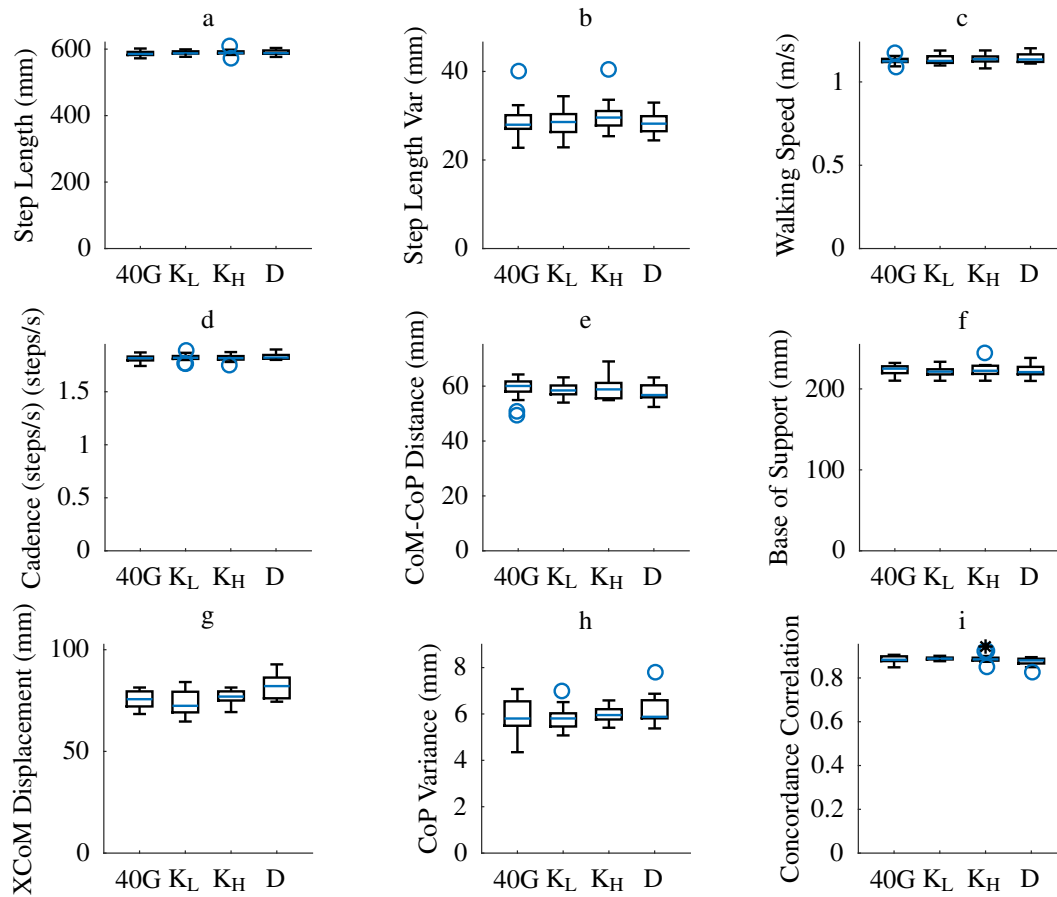 a
Step Length (mm)
600
400
200
0
40G K_L K_H D
b
Step Length Var (mm)
40
20
0
40G K_L K_H D
c
Walking Speed (m/s)
1
0.5
0
40G K_L K_H D
d
Cadence (steps/s) (steps/s)
1.5
1
0.5
0
40G K_L K_H D
e
CoM-CoP Distance (mm)
60
40
20
0
40G K_L K_H D
f
Base of Support (mm)
200
100
0
40G K_L K_H D
g
XCoM Displacement (mm)
100
50
0
40G K_L K_H D
h
CoP Variance (mm)
8
6
4
2
0
40G K_L K_H D
i
Concordance Correlation
0.8
0.6
0.4
0.2
0
40G K_L K_H D